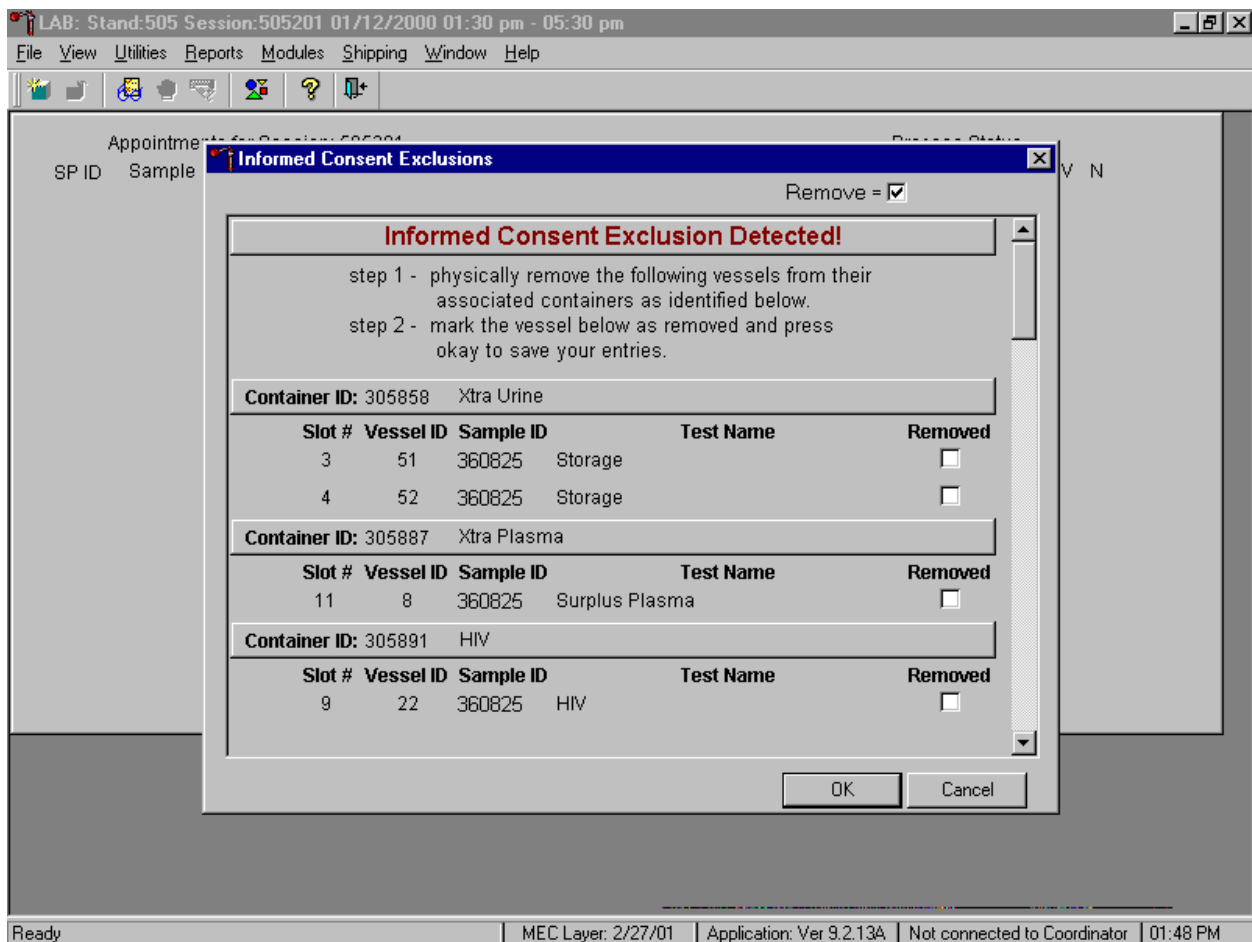 LAB: Stand:505 Session:505201 01/12/2000 01:30 pm - 05:30 pm
File View Utilities Reports Modules Shipping Window Help
SP ID Sample
V N
Informed Consent Exclusions
Remove =
Informed Consent Exclusion Detected!
step 1 - physically remove the following vessels from their
associated containers as identified below.
step 2 - mark the vessel below as removed and press
okay to save your entries.
Container ID: 305858 Xtra Urine
Slot # Vessel ID Sample ID Test Name Removed
3 51 360825 Storage
4 52 360825 Storage
Container ID: 305887 Xtra Plasma
Slot # Vessel ID Sample ID Test Name Removed
11 8 360825 Surplus Plasma
Container ID: 305891 HIV
Slot # Vessel ID Sample ID Test Name Removed
9 22 360825 HIV
OK Cancel
Ready MEC Layer: 2/27/01 Application: Ver 9.2.13A Not connected to Coordinator 01:48 PM